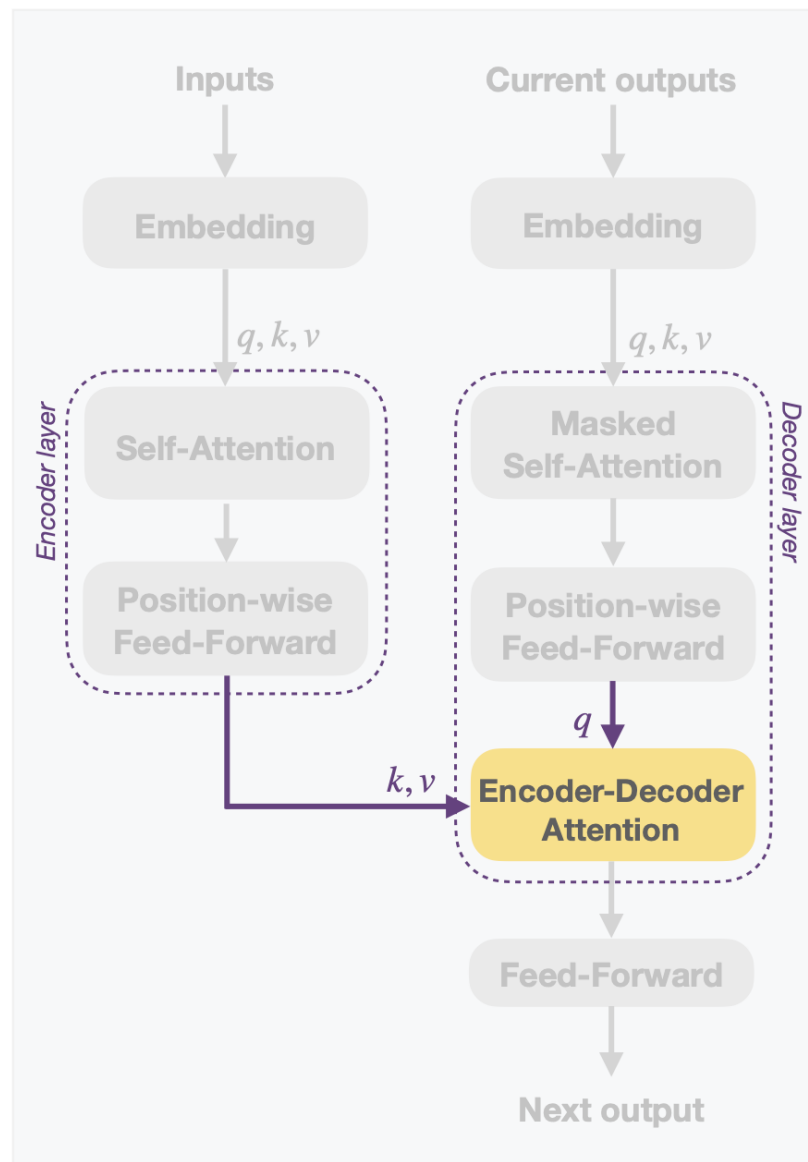 Inputs
Current outputs
Embedding
Embedding
q, k, v
q, k, v
Encoder layer
Self-Attention
Masked
Self-Attention
Decoder layer
Position-wise
Feed-Forward
Position-wise
Feed-Forward
q
k, v
Encoder-Decoder
Attention
Feed-Forward
Next output